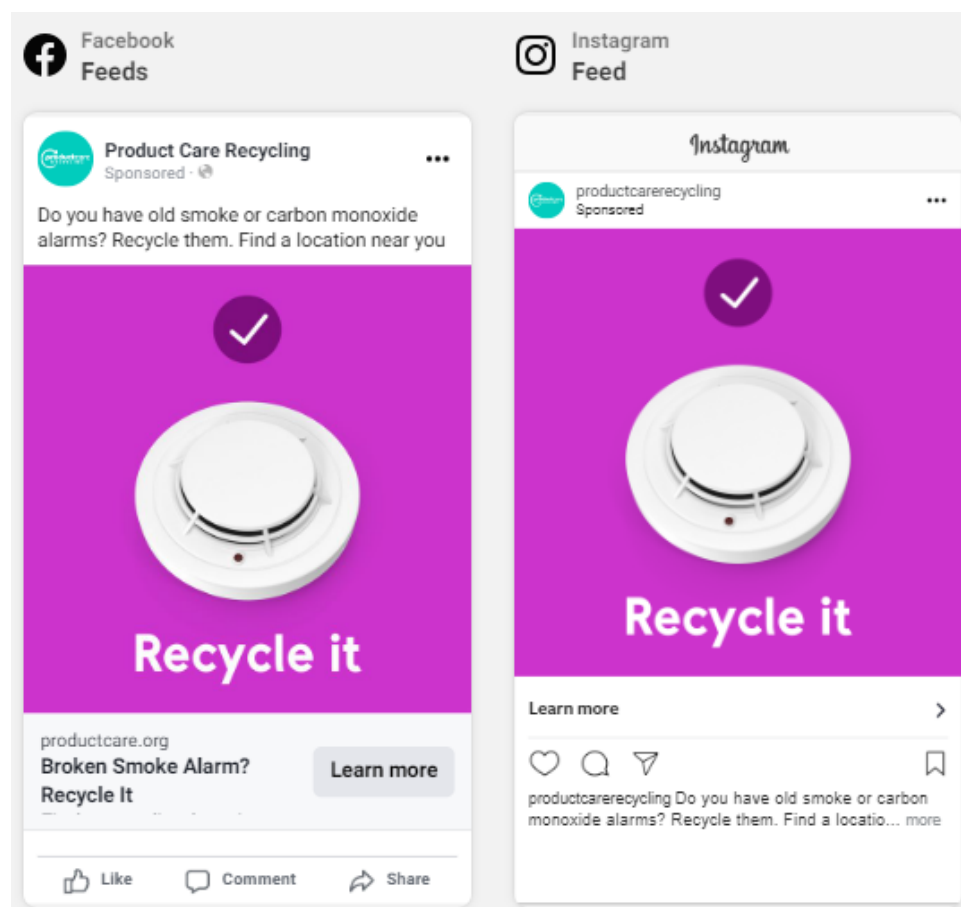 Facebook
Feeds
Product Care Recycling
Sponsored ·
Do you have old smoke or carbon monoxide
alarms? Recycle them. Find a location near you
Recycle it
productcare.org
Broken Smoke Alarm?
Recycle It
Learn more
Like
Comment
Share
Instagram
Feed
Instagram
productcarerecycling
Sponsored
Recycle it
Learn more
productcarerecycling Do you have old smoke or carbon
monoxide alarms? Recycle them. Find a locatio... more